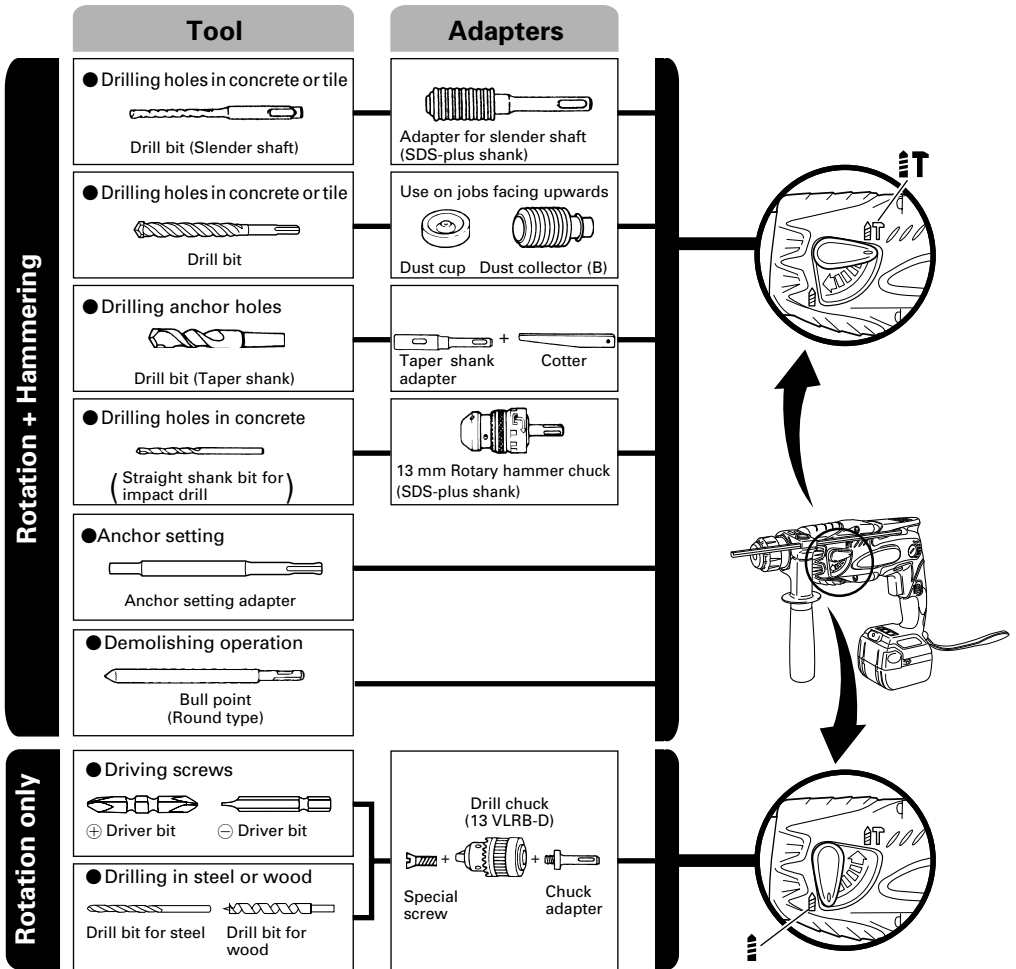 Tool
Adapters
Rotation + Hammering
● Drilling holes in concrete or tile
Drill bit (Slender shaft)
Adapter for slender shaft
(SDS-plus shank)
● Drilling holes in concrete or tile
Drill bit
Use on jobs facing upwards
Dust cup Dust collector (B)
● Drilling anchor holes
Drill bit (Taper shank)
+
Taper shank
adapter
Cotter
● Drilling holes in concrete
(Straight shank bit for
impact drill)
13 mm Rotary hammer chuck
(SDS-plus shank)
●Anchor setting
Anchor setting adapter
●Demolishing operation
Bull point
(Round type)
Rotation only
● Driving screws
⊕ Driver bit ⊖ Driver bit
● Drilling in steel or wood
Drill bit for steel
Drill bit for
wood
Drill chuck
(13 VLRB-D)
+ +
Special
screw
Chuck
adapter